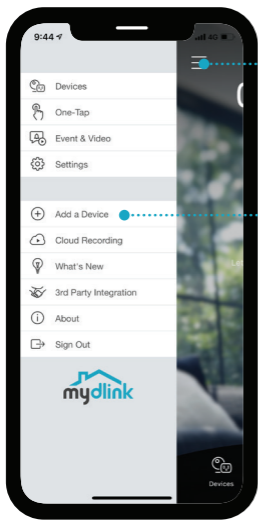 9:44
4G
Devices
One-Tap
Event & Video
Settings
Add a Device
Cloud Recording
What's New
3rd Party Integration
About
Sign Out
mydlink
Devices